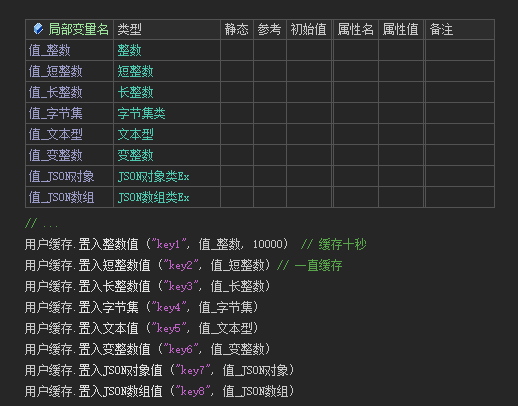 局部变量名 类型 静态 参考 初始值 属性名 属性值 备注
值_整数 整数
值_短整数 短整数
值_长整数 长整数
值_字节集 字节集类
值_文本型 文本型
值_变整数 变整数
值_JSON对象 JSON对象类Ex
值_JSON数组 JSON数组类Ex
// ...
用户缓存.置入整数值 ("key1", 值_整数, 10000) // 缓存十秒
用户缓存.置入短整数值 ("key2", 值_短整数) // 一直缓存
用户缓存.置入长整数值 ("key3", 值_长整数)
用户缓存.置入字节集 ("key4", 值_字节集)
用户缓存.置入文本值 ("key5", 值_文本型)
用户缓存.置入变整数值 ("key6", 值_变整数)
用户缓存.置入JSON对象值 ("key7", 值_JSON对象)
用户缓存.置入JSON数组值 ("key8", 值_JSON数组)